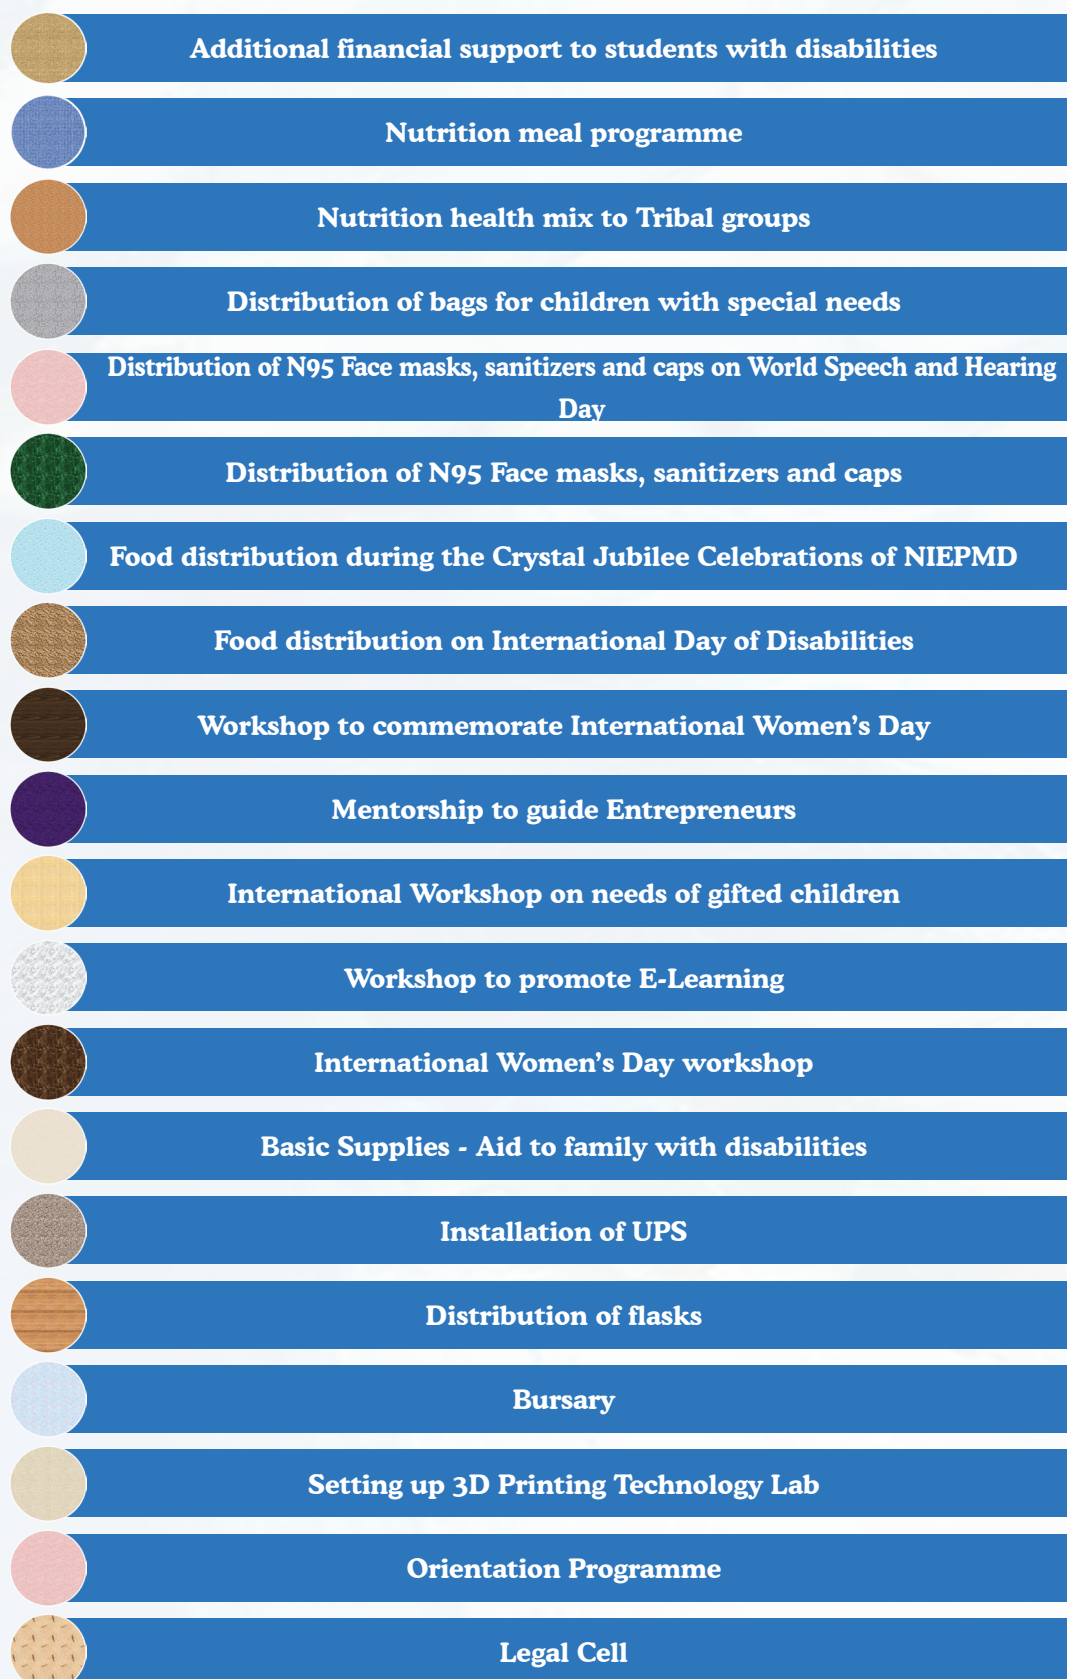 Additional financial support to students with disabilities
Nutrition meal programme
Nutrition health mix to Tribal groups
Distribution of bags for children with special needs
Distribution of N95 Face masks, sanitizers and caps on World Speech and Hearing
Day
Distribution of N95 Face masks, sanitizers and caps
Food distribution during the Crystal Jubilee Celebrations of NIEPMD
Food distribution on International Day of Disabilities
Workshop to commemorate International Women’s Day
Mentorship to guide Entrepreneurs
International Workshop on needs of gifted children
Workshop to promote E-Learning
International Women’s Day workshop
Basic Supplies - Aid to family with disabilities
Installation of UPS
Distribution of flasks
Bursary
Setting up 3D Printing Technology Lab
Orientation Programme
Legal Cell